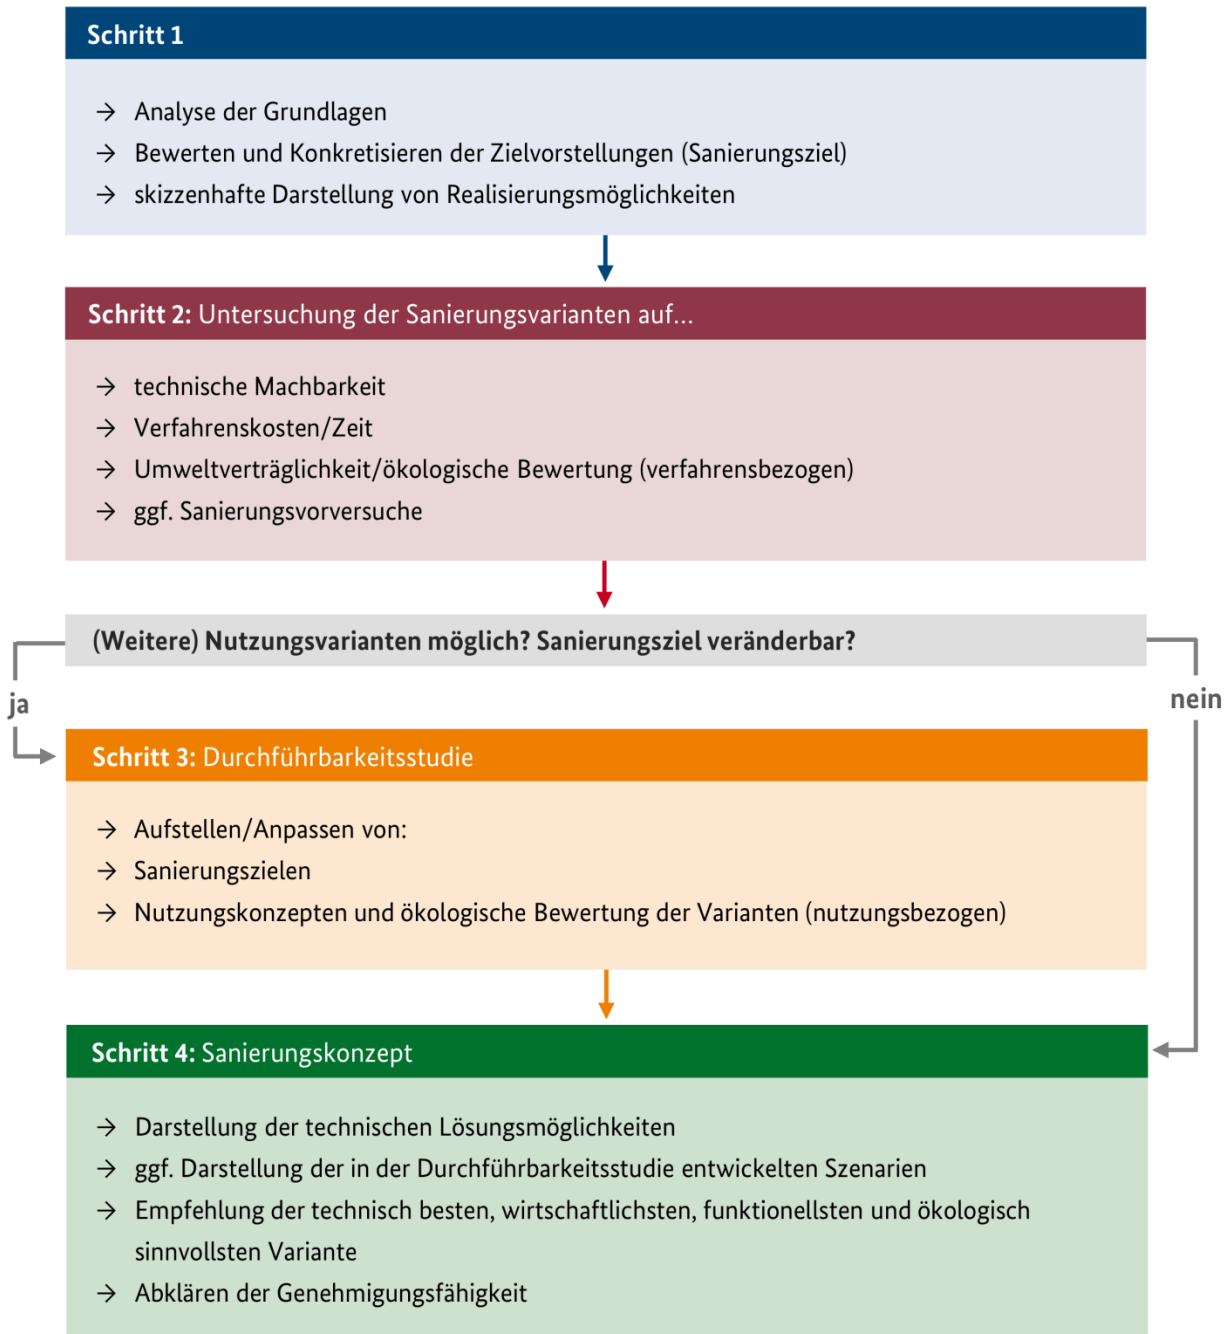 Schritt 1
→ Analyse der Grundlagen
→ Bewerten und Konkretisieren der Zielvorstellungen (Sanierungsziel)
→ skizzenhafte Darstellung von Realisierungsmöglichkeiten
Schritt 2: Untersuchung der Sanierungsvarianten auf...
→ technische Machbarkeit
→ Verfahrenskosten/Zeit
→ Umweltverträglichkeit/ökologische Bewertung (verfahrensbezogen)
→ ggf. Sanierungsvorversuche
(Weitere) Nutzungsvarianten möglich? Sanierungsziel veränderbar?
ja
nein
Schritt 3: Durchführbarkeitsstudie
→ Aufstellen/Anpassen von:
→ Sanierungszielen
→ Nutzungskonzepten und ökologische Bewertung der Varianten (nutzungsbezogen)
Schritt 4: Sanierungskonzept
→ Darstellung der technischen Lösungsmöglichkeiten
→ ggf. Darstellung der in der Durchführbarkeitsstudie entwickelten Szenarien
→ Empfehlung der technisch besten, wirtschaftlichsten, funktionellsten und ökologisch
sinnvollsten Variante
→ Abklären der Genehmigungsfähigkeit